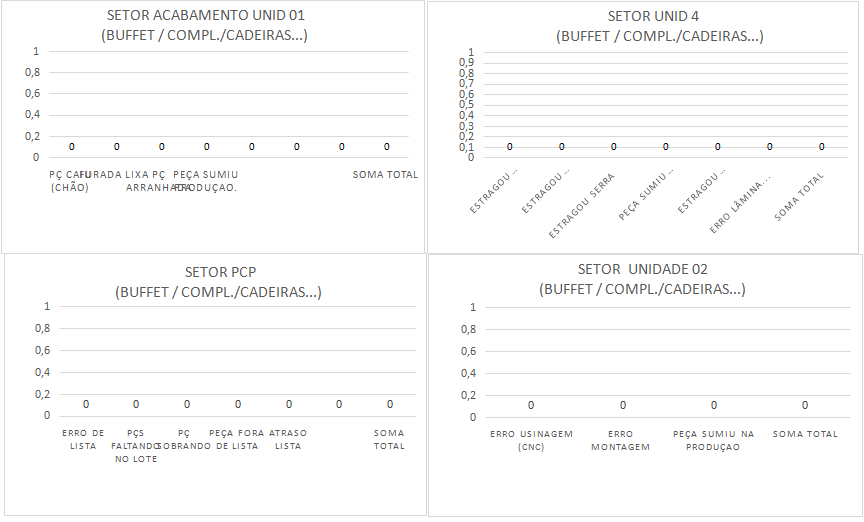 SETOR ACABAMENTO UNID 01
(BUFFET / COMPL./CADEIRAS...)
1
0,8
0,6
0,4
0,2
0
0 0 0 0 0 0 0 0
PÇ CAIU (CHÃO)
FURADA LIXA
PÇ ARRANHADA
PEÇA SUMIU PRODUÇAO.
SOMA TOTAL
SETOR UNID 4
(BUFFET / COMPL./CADEIRAS...)
1
0,9
0,8
0,7
0,6
0,5
0,4
0,3
0,2
0,1
0
0 0 0 0 0 0 0
ESTRAGOU...
ESTRAGOU...
ESTRAGOU SERRA
PEÇA SUMIU...
ESTRAGOU...
ERRO LÂMINA...
SOMA TOTAL
SETOR PCP
(BUFFET / COMPL./CADEIRAS...)
1
0,8
0,6
0,4
0,2
0
0 0 0 0 0 0 0
ERRO DE LISTA
PÇS FALTANDO NO LOTE
PÇ SOBRANDO
PEÇA FORA DE LISTA
ATRASO LISTA
SOMA TOTAL
SETOR  UNIDADE 02
(BUFFET / COMPL./CADEIRAS...)
1
0,8
0,6
0,4
0,2
0
0 0 0 0
ERRO USINAGEM (CNC)
ERRO MONTAGEM
PEÇA SUMIU NA PRODUÇAO
SOMA TOTAL